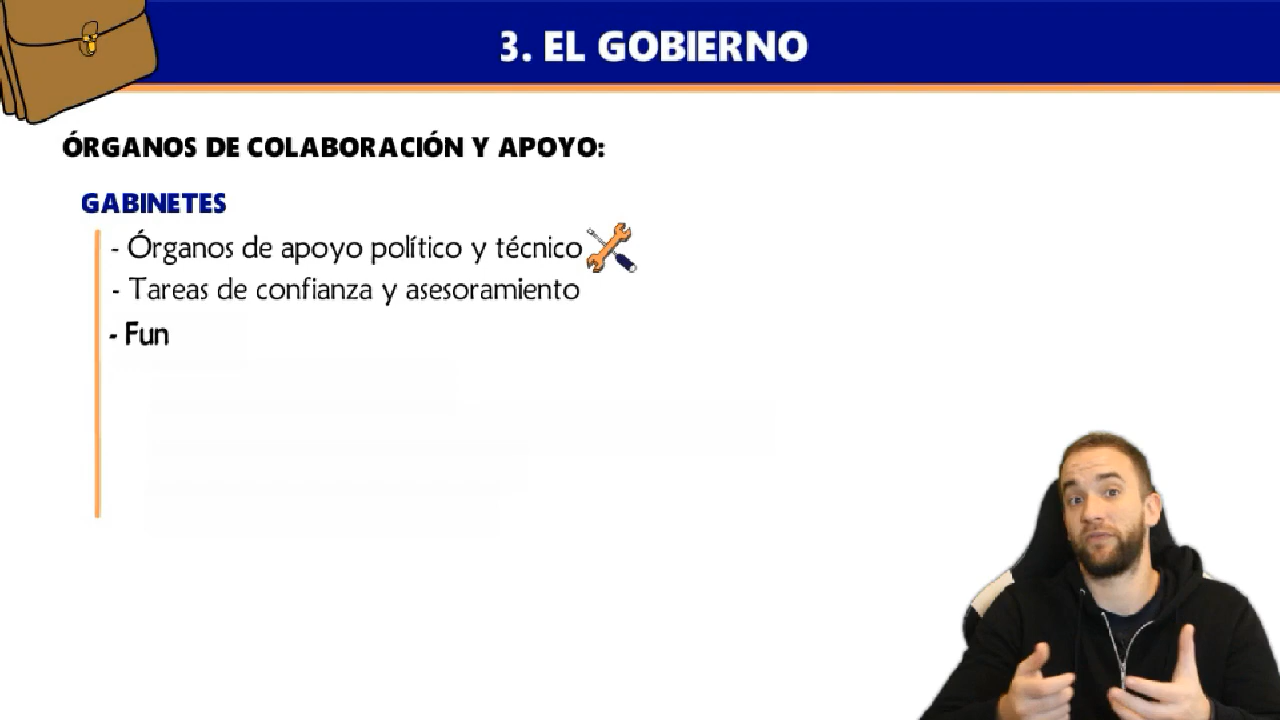 3. EL GOBIERNO
ÓRGANOS DE COLABORACIÓN Y APOYO:
GABINETES
- Órganos de apoyo político y técnico
- Tareas de confianza y asesoramiento
- Fun